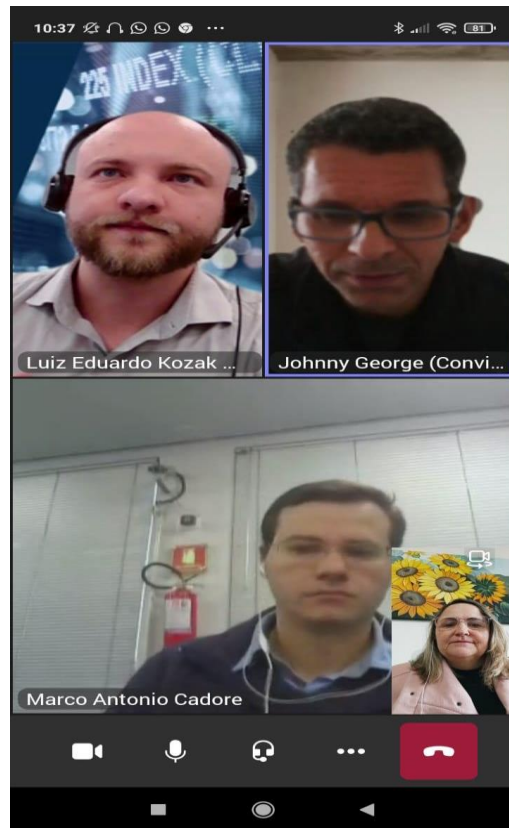 10:37
81
225 INDEX
Luiz Eduardo Kozak ...
Johnny George (Convi...
Marco Antonio Cadore